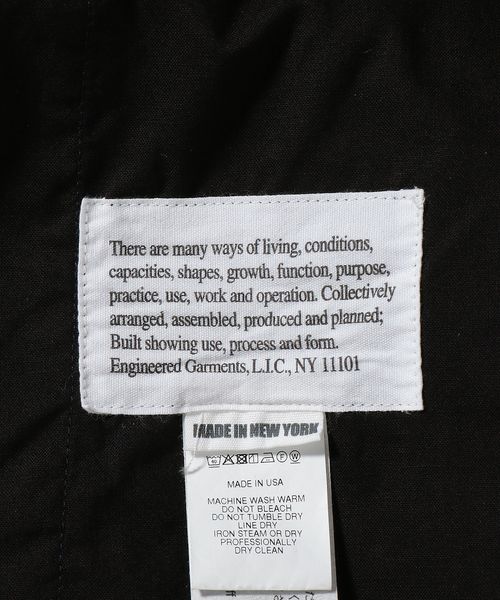 There are many ways of living, conditions,
capacities, shapes, growth, function, purpose,
practice, use, work and operation. Collectively
arranged, assembled, produced and planned;
Built showing use, process and form.
Engineered Garments, L.I.C., NY 11101
MADE IN NEW YORK
MADE IN USA
MACHINE WASH WARM
DO NOT BLEACH
DO NOT TUMBLE DRY
LINE DRY
IRON STEAM OR DRY
PROFESSIONALLY
DRY CLEAN